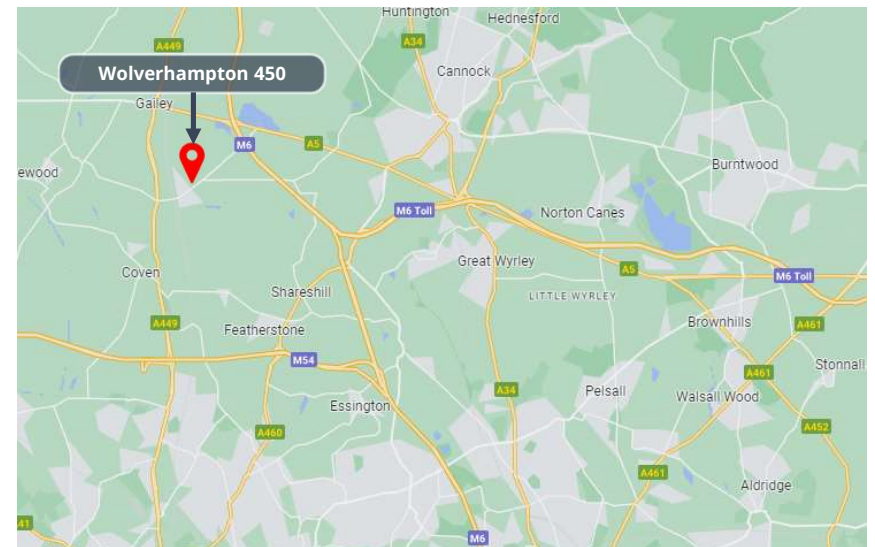 Huntington
Hednesford
A449
A34
Wolverhampton 450
Cannock
Gailey
M6
A5
ewood
Burntwood
M6 Toll
Norton Canes
Coven
Great Wyrley
A5
M6 Toll
Shareshill
LITTLE WYRLEY
A449
Featherstone
Brownhills
A461
M54
Stonnall
A461
A34
Pelsall
Walsall Wood
Essington
A460
A452
A461
Aldridge
41
M6